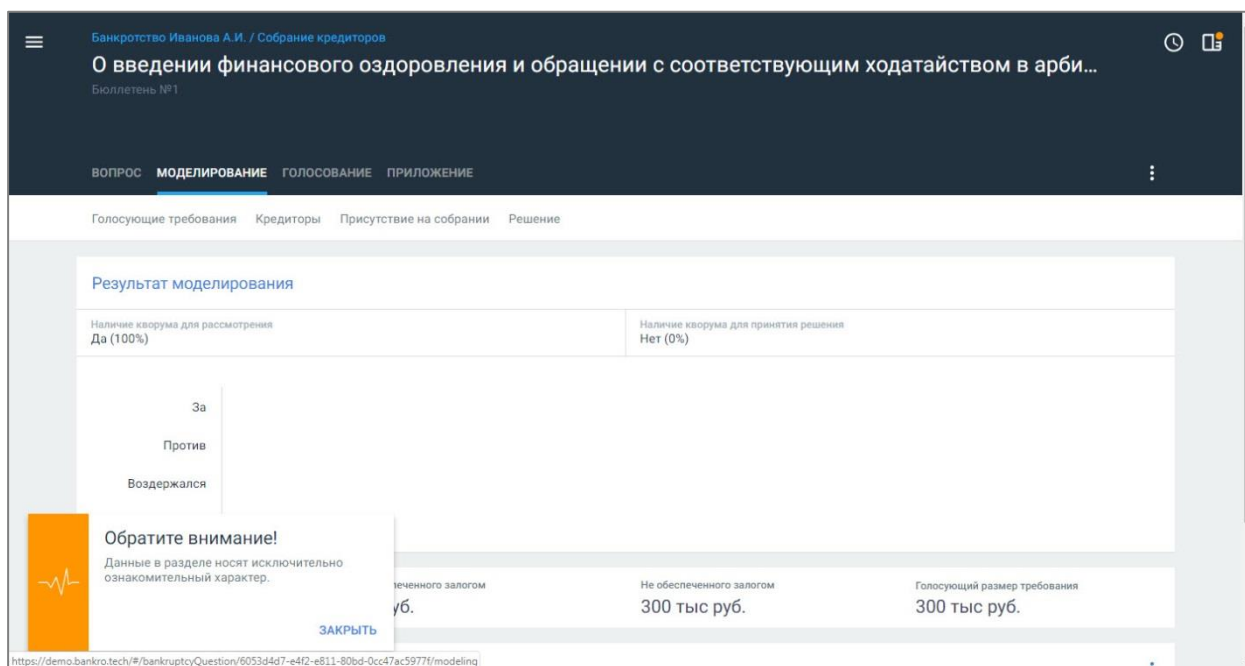 Банкротство Иванова А.И. / Собрание кредиторов
О введении финансового оздоровления и обращении с соответствующим ходатайством в арби...
Бюллетень №1
ВОПРОС МОДЕЛИРОВАНИЕ ГОЛОСОВАНИЕ ПРИЛОЖЕНИЕ
Голосующие требования Кредиторы Присутствие на собрании Решение
Результат моделирования
Наличие кворума для рассмотрения
Да (100%)
Наличие кворума для принятия решения
Нет (0%)
За
Против
Воздержался
Обратите внимание!
Данные в разделе носят исключительно
ознакомительный характер.
ЗАКРЫТЬ
залогом
уб.
Не обеспеченного залогом
300 тыс руб.
Голосующий размер требования
300 тыс руб.
https://demo.bankro.tech/#/bankruptcyQuestion/6053d4d7-e4f2-e811-80bd-0cc47ac5977f/modeling